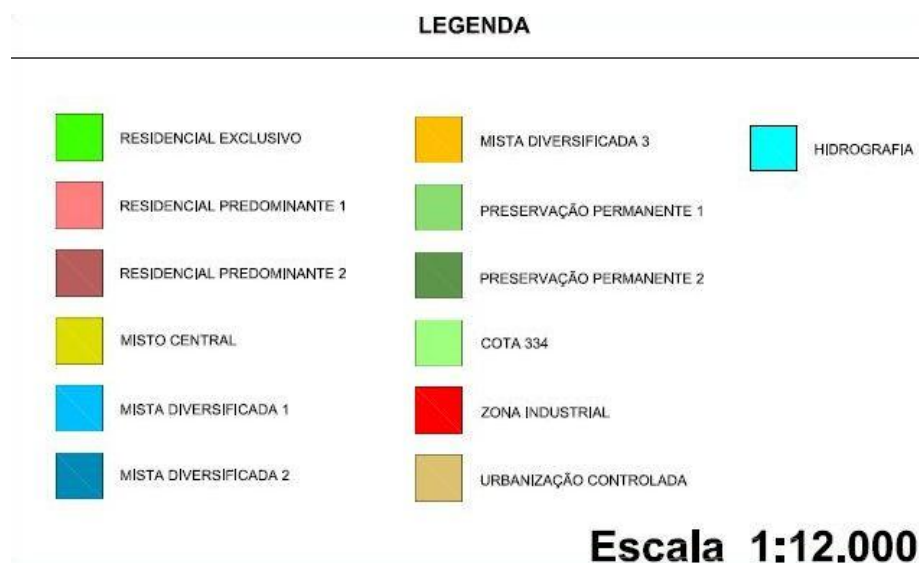 LEGENDA
RESIDENCIAL EXCLUSIVO
RESIDENCIAL PREDOMINANTE 1
RESIDENCIAL PREDOMINANTE 2
MISTO CENTRAL
MISTA DIVERSIFICADA 1
MISTA DIVERSIFICADA 2
MISTA DIVERSIFICADA 3
PRESERVAÇÃO PERMANENTE 1
PRESERVAÇÃO PERMANENTE 2
COTA 334
ZONA INDUSTRIAL
URBANIZAÇÃO CONTROLADA
HIDROGRAFIA
Escala 1:12.000